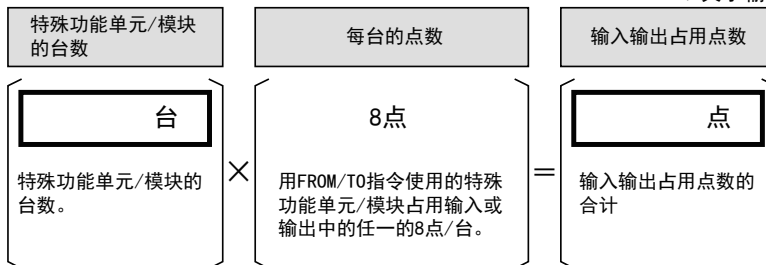 特殊功能单元/模块
的台数
每台的点数
输入输出占用点数
台
8点
点
×
=
特殊功能单元/模块的
台数。
用FROM/TO指令使用的特殊
功能单元/模块占用输入或
输出中的任一的8点/台。
输入输出占用点数的
合计